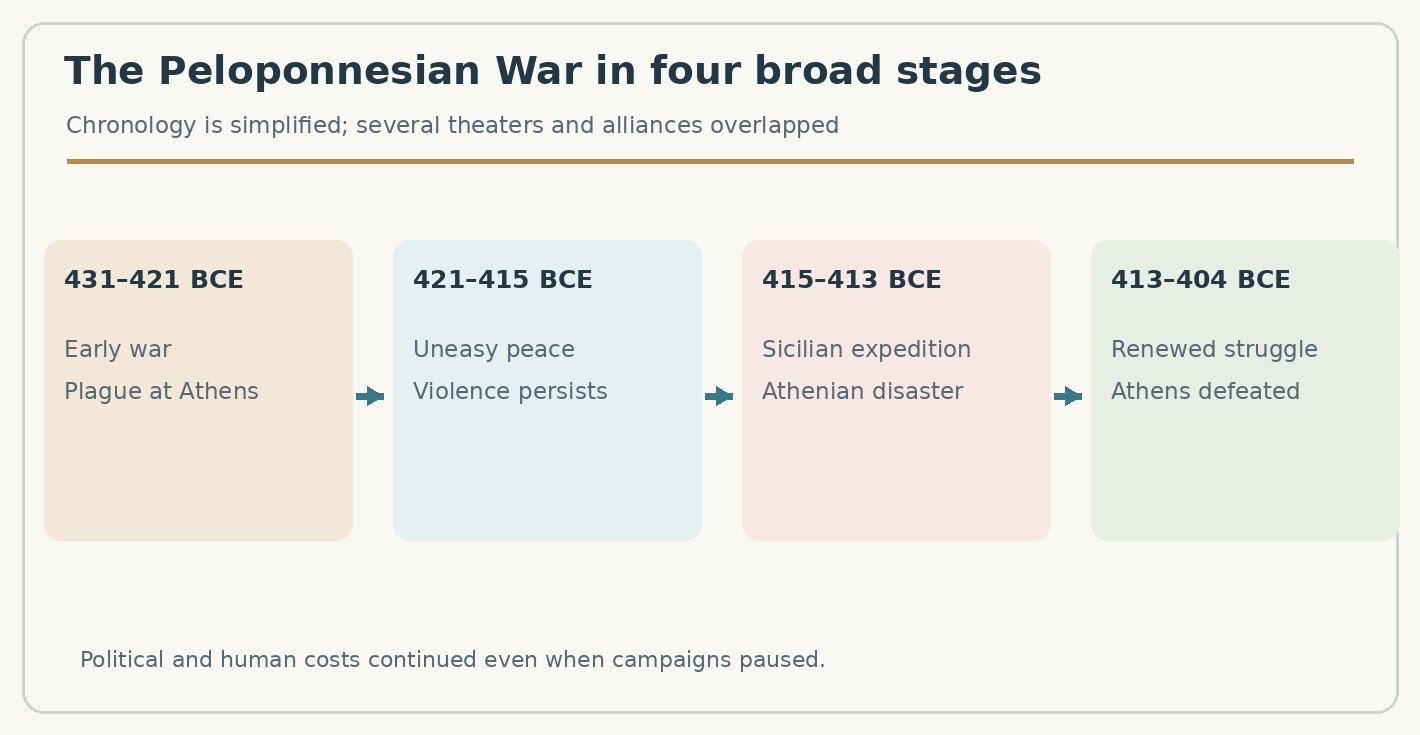 The Peloponnesian War in four broad stages
Chronology is simplified; several theaters and alliances overlapped
431–421 BCE
Early war
Plague at Athens
421–415 BCE
Uneasy peace
Violence persists
415–413 BCE
Sicilian expedition
Athenian disaster
413–404 BCE
Renewed struggle
Athens defeated
Political and human costs continued even when campaigns paused.